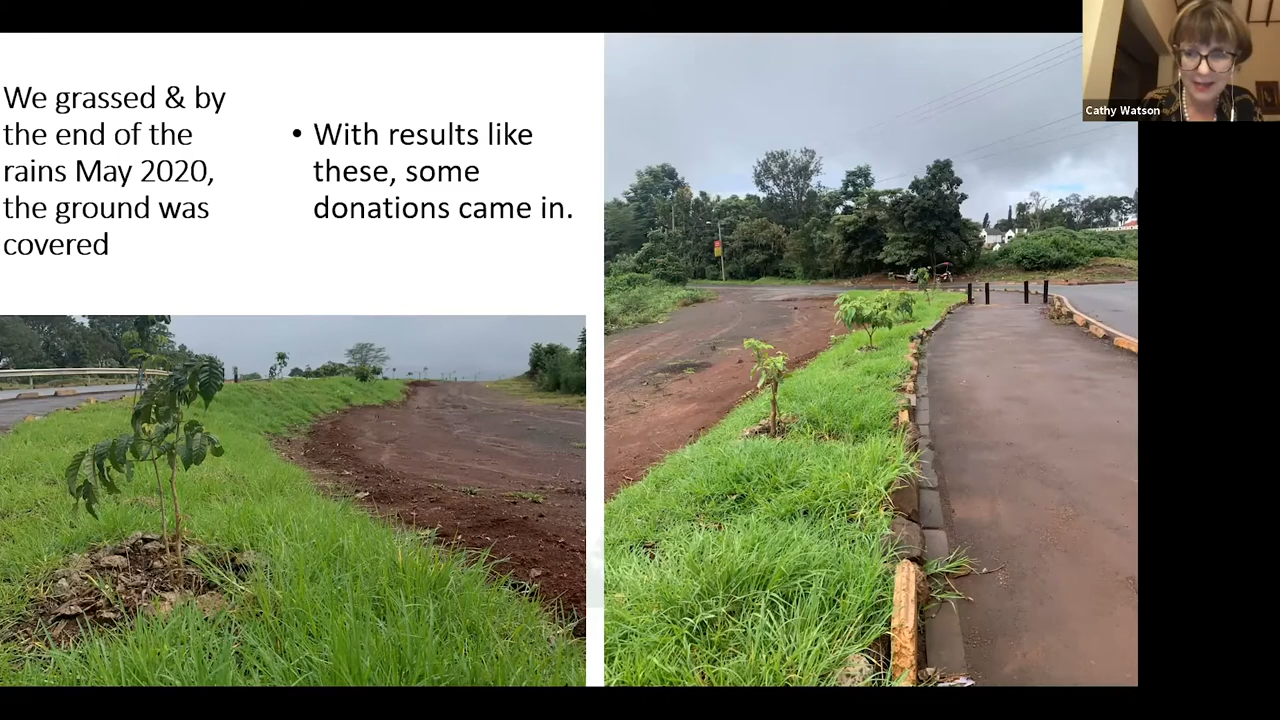 We grassed & by
the end of the
rains May 2020,
the ground was
covered
• With results like
these, some
donations came in.
Cathy Watson